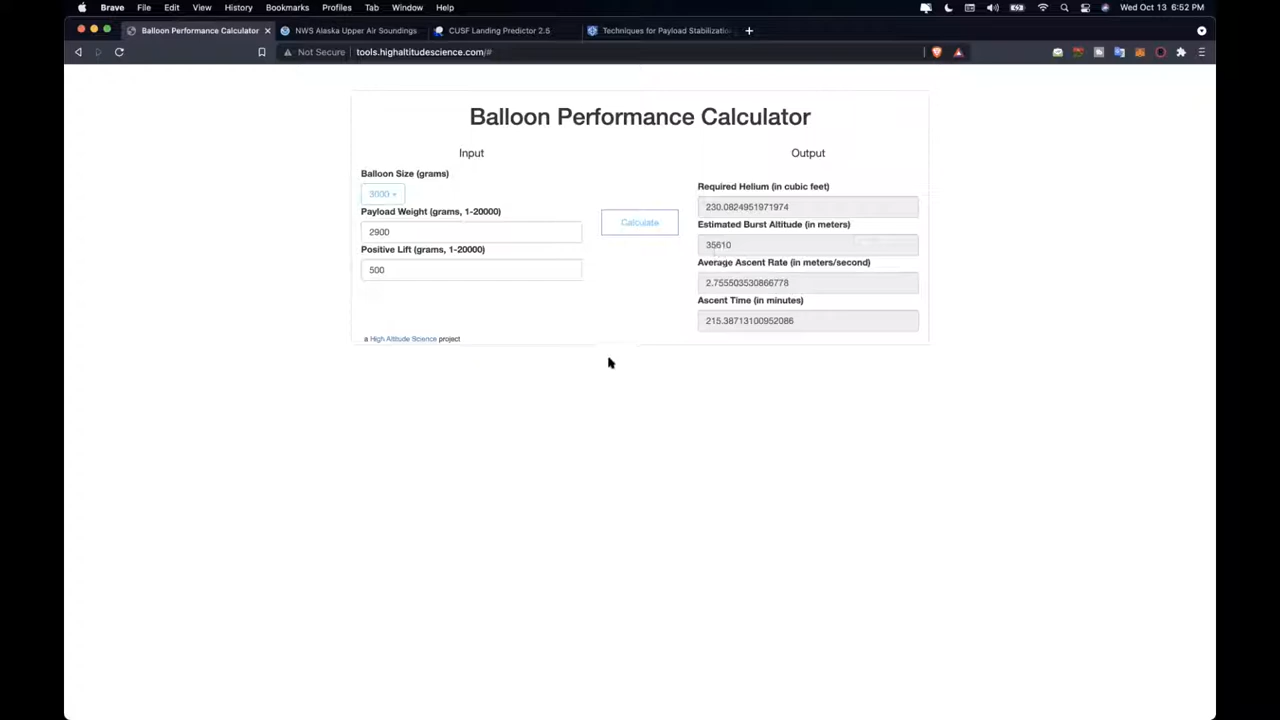 Brave File Edit View History Bookmarks Profiles Tab Window Help Wed Oct 13 6:52 PM
Balloon Performance Calculator NWS Alaska Upper Air Soundings CUSF Landing Predictor 2.5 Techniques for Payload Stabilizatio
Not Secure tools.highaltitudescience.com/#
Balloon Performance Calculator
Input
Output
Balloon Size (grams)
3000
Payload Weight (grams, 1-20000)
2900
Positive Lift (grams, 1-20000)
500
Calculate
Required Helium (in cubic feet)
230.0824951971974
Estimated Burst Altitude (in meters)
35610
Average Ascent Rate (in meters/second)
2.755503530866778
Ascent Time (in minutes)
215.38713100952086
a High Altitude Science project